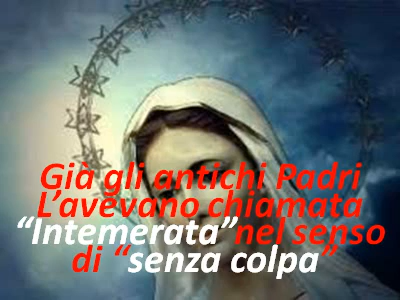 Già gli antichi Padri
L'avevano chiamata
“Intemerata”nel senso
di “senza colpa”